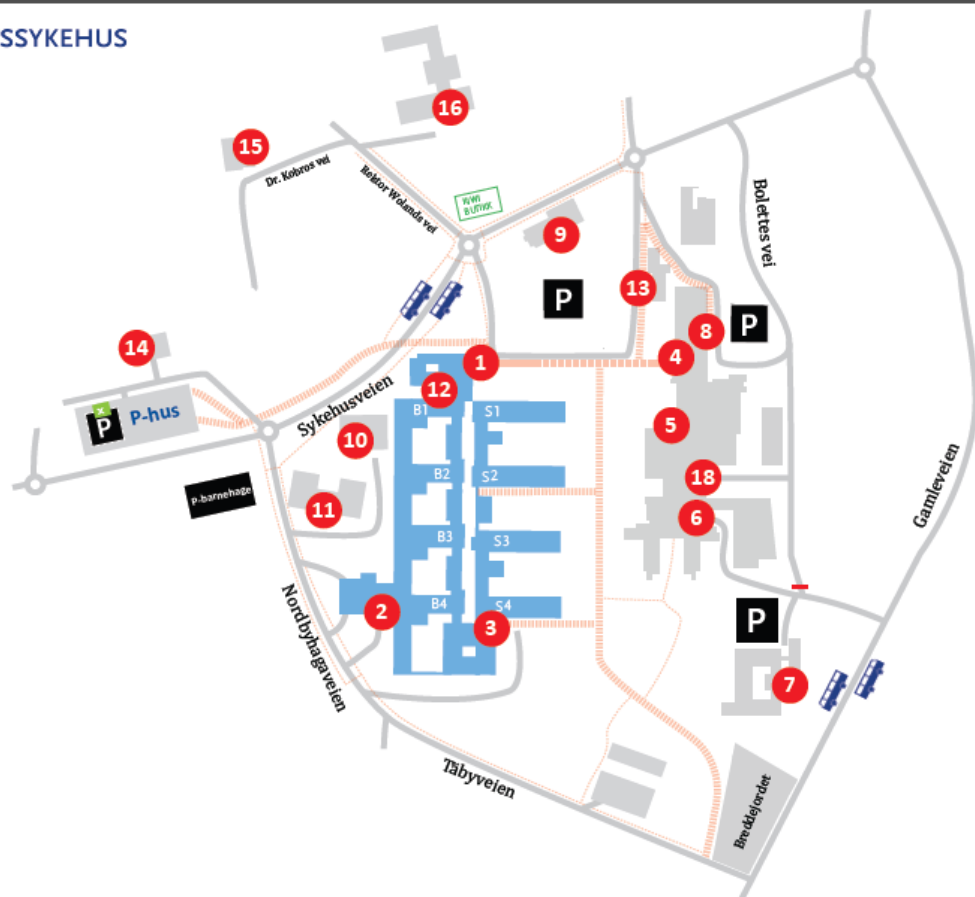 SSYKEHUS
16
15
Dr. Kobros vei
Rektor Wolands vei
KIWI
BUTIKK
9
Bolettes vei
13
P
8
P
14
1
4
P
x
P-hus
Sykehusveien
12
B1
S1
10
5
B2
S2
18
P-barnehage
11
6
Gamleveien
B3
S3
Nordbyhagaveien
2
B4
S4
3
P
7
Täbyveien
Breddejordet